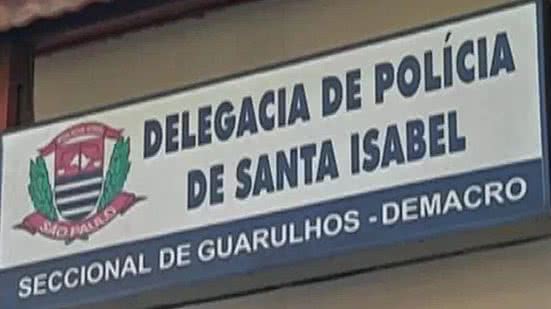 DELEGACIA DE POLÍCIA
DE SANTA ISABEL
SÃO PAULO
SECCIONAL DE GUARULHOS - DEMACRO